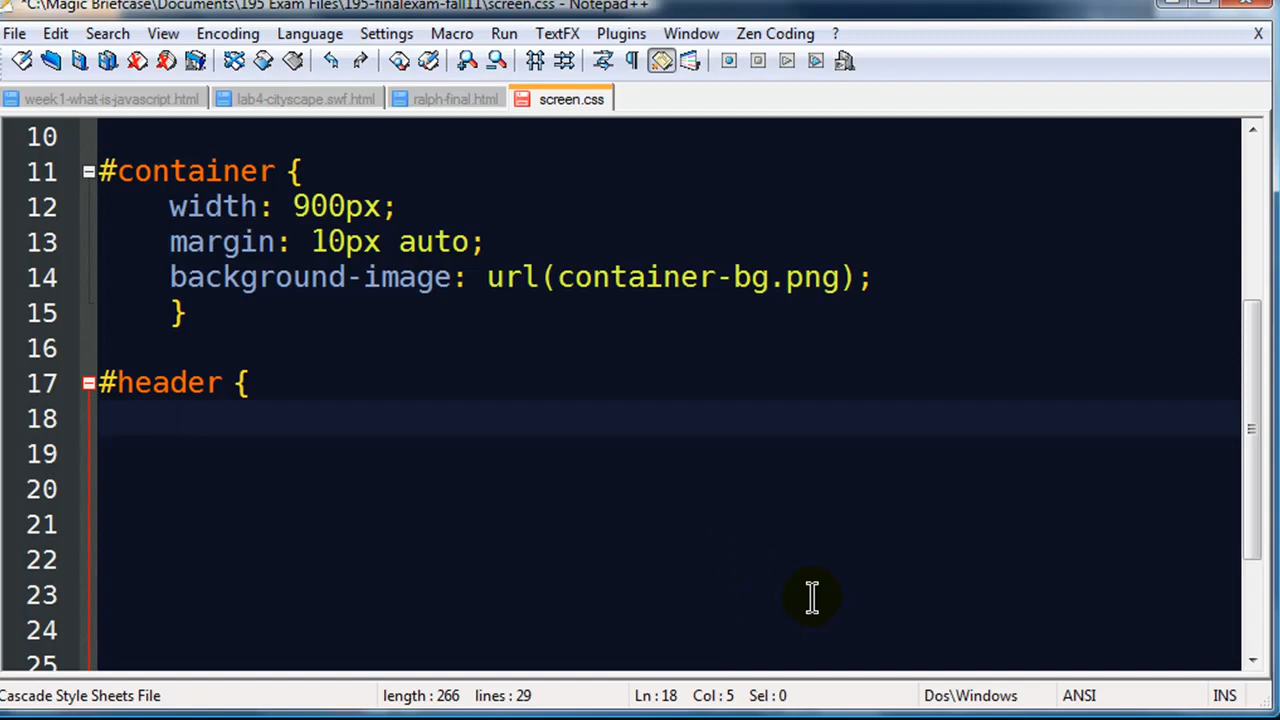 *C:\Magic Briefcase\Documents\195 Exam Files\195-finalexam-fall11\screen.css - Notepad++
File Edit Search View Encoding Language Settings Macro Run TextFX Plugins Window Zen Coding ? X
week1-what-is-javascript.html lab4-cityscape.swf.html ralph-final.html screen.css
10
11 #container {
12 width: 900px;
13 margin: 10px auto;
14 background-image: url(container-bg.png);
15 }
16
17 #header {
18
19
20
21
22
23
24
25
Cascade Style Sheets File length : 266 lines : 29 Ln : 18 Col : 5 Sel : 0 Dos\Windows ANSI INS